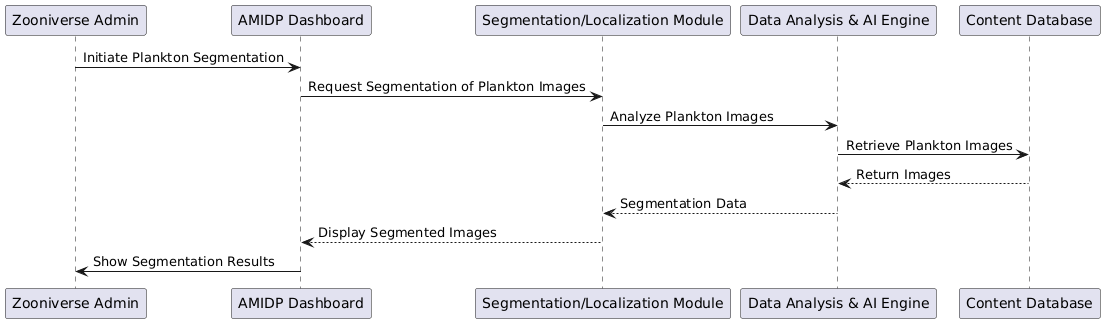 Zooniverse Admin
AMIDP Dashboard
Segmentation/Localization Module
Data Analysis & AI Engine
Content Database
Initiate Plankton Segmentation
Request Segmentation of Plankton Images
Analyze Plankton Images
Retrieve Plankton Images
Return Images
Segmentation Data
Display Segmented Images
Show Segmentation Results
Zooniverse Admin
AMIDP Dashboard
Segmentation/Localization Module
Data Analysis & AI Engine
Content Database